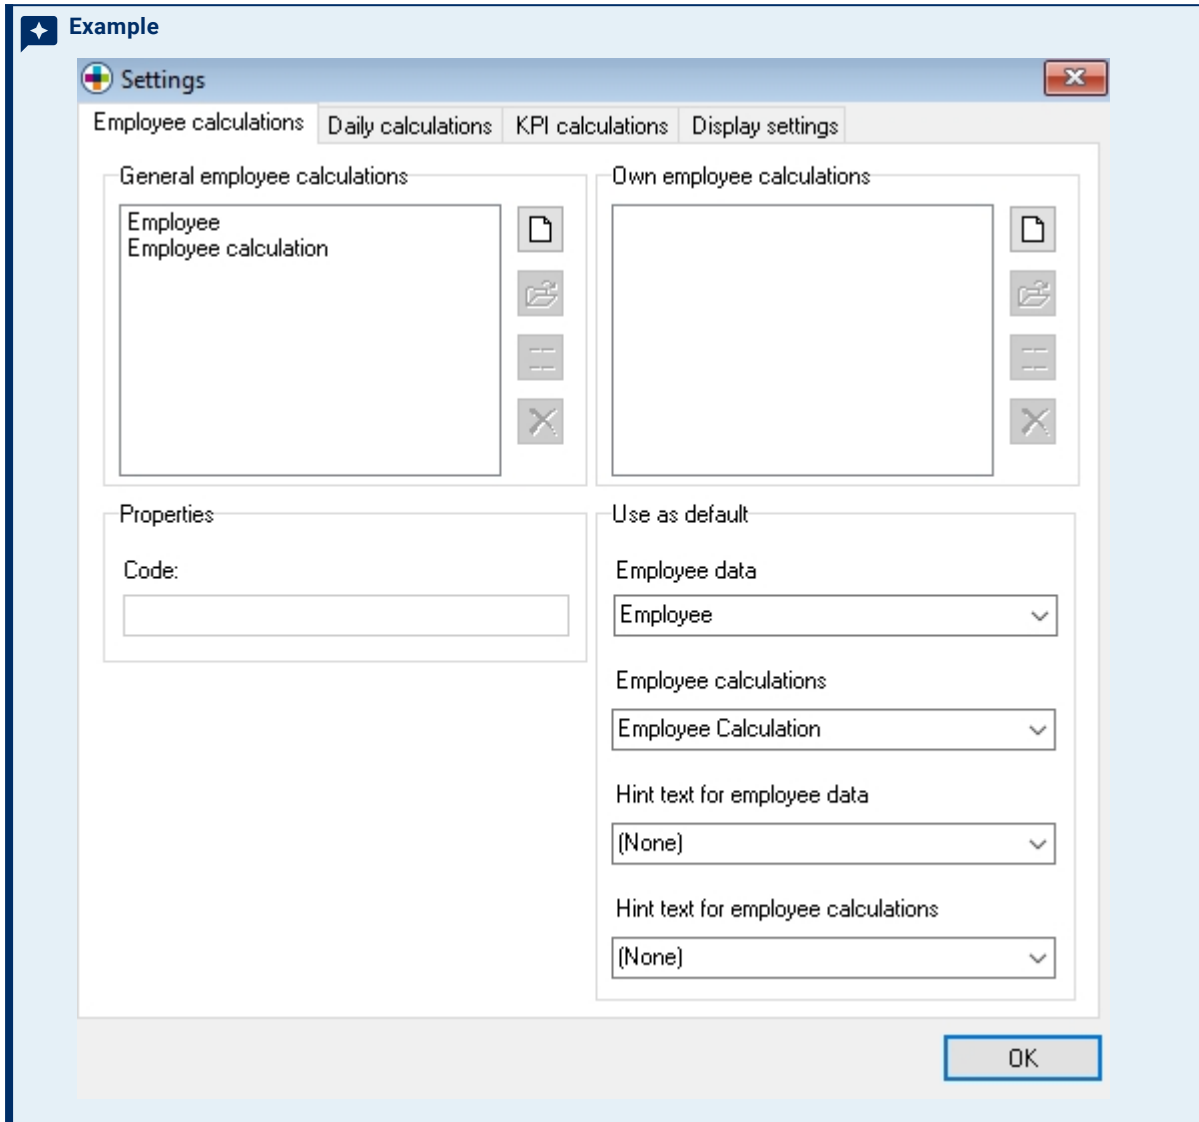 Example
Settings
Employee calculations
Daily calculations
KPI calculations
Display settings
General employee calculations
Employee
Employee calculation
Own employee calculations
Properties
Code:
Use as default
Employee data
Employee
Employee calculations
Employee Calculation
Hint text for employee data
(None)
Hint text for employee calculations
(None)
OK